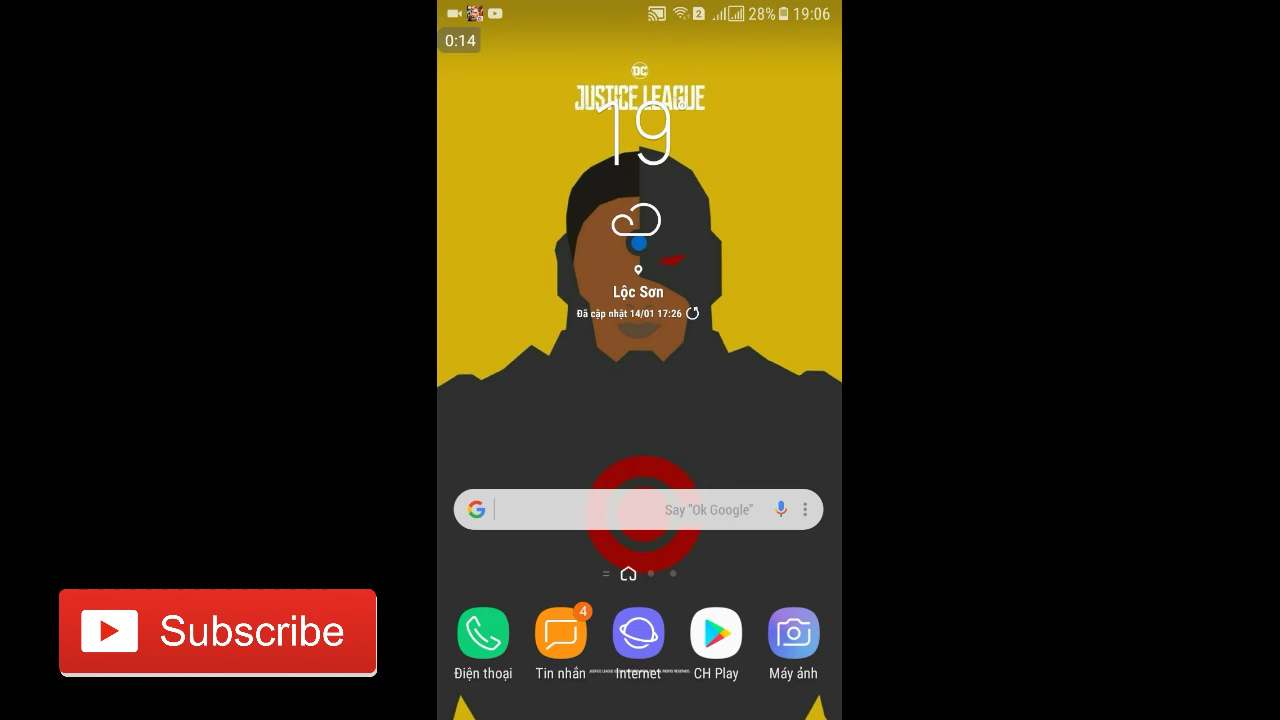 2 28% 19:06
0:14
DC
JUSTICE LEAGUE
19°
Lộc Sơn
Đã cập nhật 14/01 17:26
Say "Ok Google"
4
Điện thoại Tin nhắn Internet CH Play Máy ảnh
Subscribe